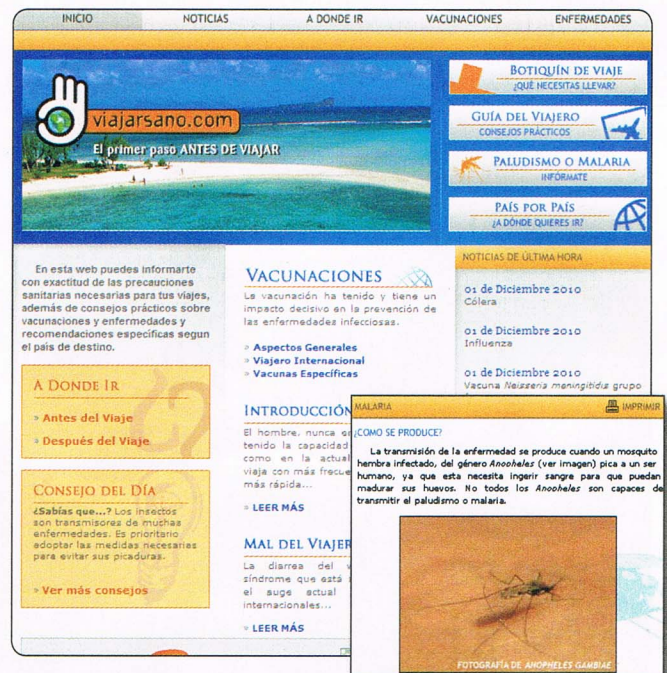 INICIO NOTICIAS A DONDE IR VACUNACIONES ENFERMEDADES
viajarsano.com
El primer paso ANTES DE VIAJAR
BOTIQUÍN DE VIAJE
¿QUÉ NECESITAS LLEVAR?
GUÍA DEL VIAJERO
CONSEJOS PRÁCTICOS
PALUDISMO O MALARIA
INFÓRMATE
PAÍS POR PAÍS
¿A DÓNDE QUIERES IR?
En esta web puedes informarte
con exactitud de las precauciones
sanitarias necesarias para tus viajes,
además de consejos prácticos sobre
vacunaciones y enfermedades y
recomendaciones específicas segun
el país de destino.
A DONDE IR
» Antes del Viaje
» Después del Viaje
CONSEJO DEL DÍA
¿Sabías que...? Los insectos
son transmisores de muchas
enfermedades. Es prioritario
adoptar las medidas necesarias
para evitar sus picaduras.
» Ver más consejos
VACUNACIONES
La vacunación ha tenido y tiene un
impacto decisivo en la prevención de
las enfermedades infecciosas.
» Aspectos Generales
» Viajero Internacional
» Vacunas Específicas
INTRODUCCIÓN
El hombre, nunca
tenido la capacidad
como en la actual
viaja con más frecue
más rápida...
» LEER MÁS
MAL DEL VIAJER
La diarrea del
síndrome que está
el auge actual
internacionales...
» LEER MÁS
NOTICIAS DE ÚLTIMA HORA
01 de Diciembre 2010
Cólera
01 de Diciembre 2010
Influenza
01 de Diciembre 2010
Vacuna Neisseris meningitidis grupo
MALARIA IMPRIMIR
¿COMO SE PRODUCE?
La transmisión de la enfermedad se produce cuando un mosquito
hembra infectado, del género Anopheles (ver imagen) pica a un ser
humano, ya que esta necesita ingerir sangre para que puedan
madurar sus huevos. No todos los Anopheles son capaces de
transmitir el paludismo o malaria.
FOTOGRAFÍA DE ANOPHELES GAMBIAE